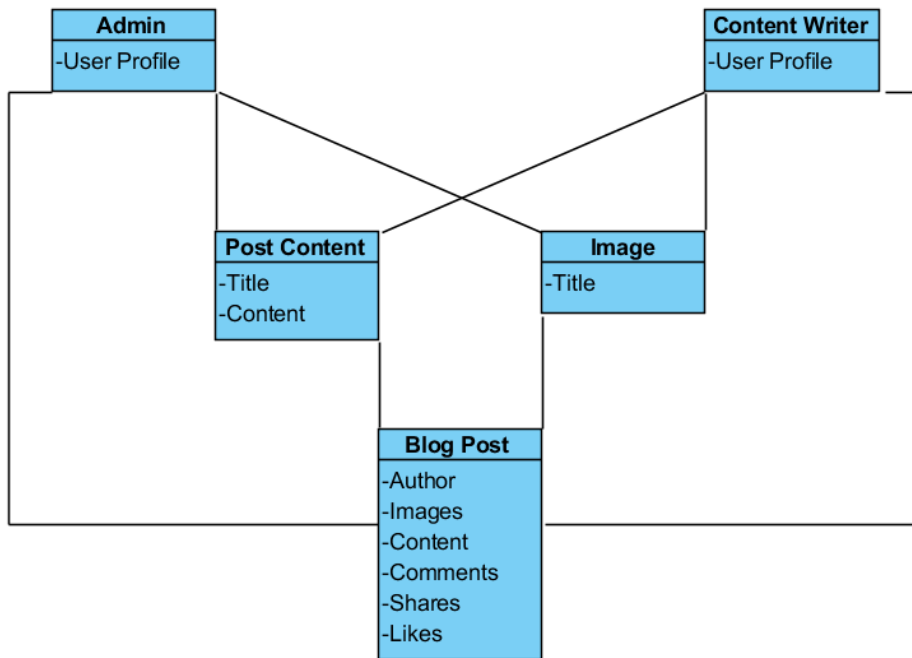 Admin
-User Profile
Content Writer
-User Profile
Post Content
-Title
-Content
Image
-Title
Blog Post
-Author
-Images
-Content
-Comments
-Shares
-Likes